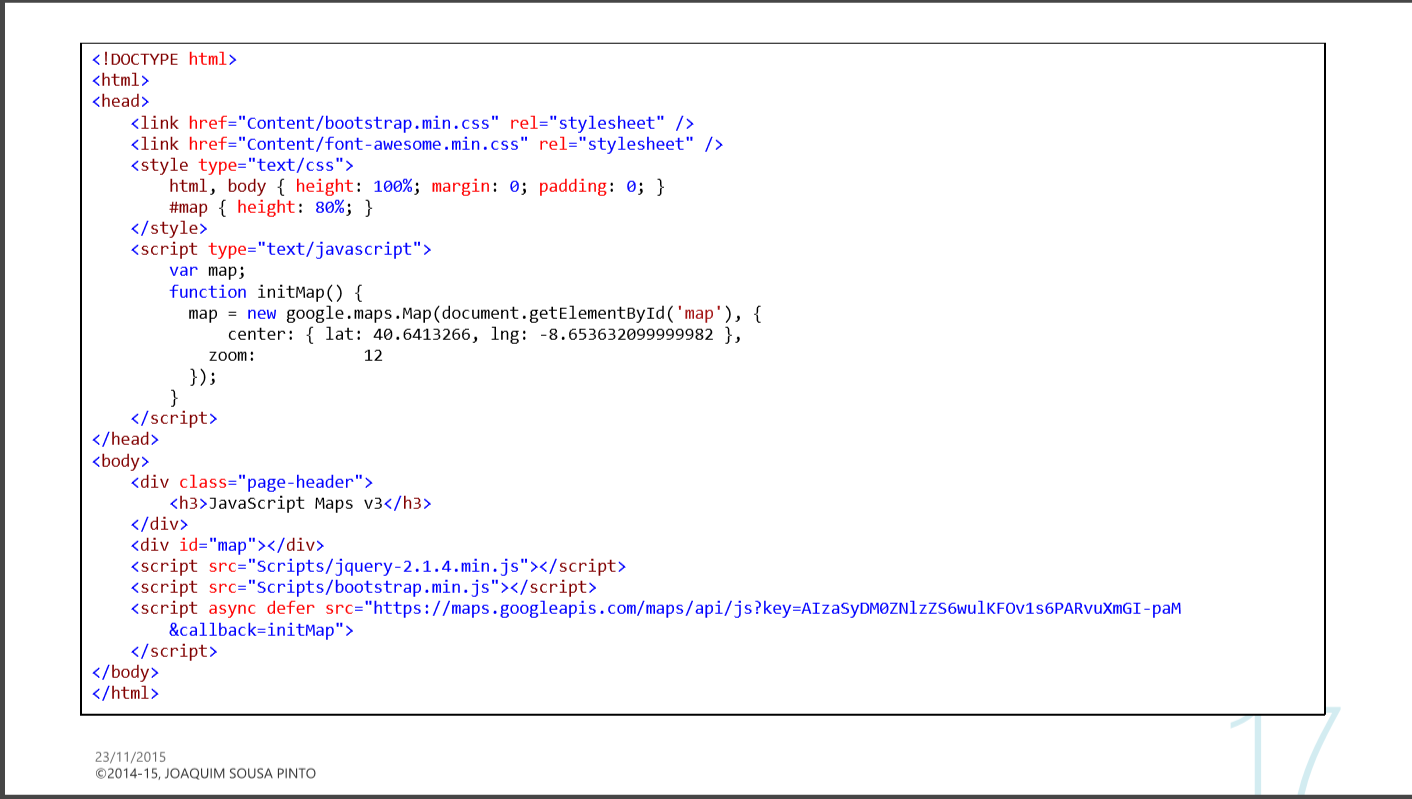 <!DOCTYPE html>
<html>
<head>
    <link href="Content/bootstrap.min.css" rel="stylesheet" />
    <link href="Content/font-awesome.min.css" rel="stylesheet" />
    <style type="text/css">
        html, body { height: 100%; margin: 0; padding: 0; }
        #map { height: 80%; }
    </style>
    <script type="text/javascript">
        var map;
        function initMap() {
          map = new google.maps.Map(document.getElementById('map'), {
              center: { lat: 40.6413266, lng: -8.653632099999982 },
            zoom:           12
          });
        }
    </script>
</head>
<body>
    <div class="page-header">
        <h3>JavaScript Maps v3</h3>
    </div>
    <div id="map"></div>
    <script src="Scripts/jquery-2.1.4.min.js"></script>
    <script src="Scripts/bootstrap.min.js"></script>
    <script async defer src="https://maps.googleapis.com/maps/api/js?key=AIzaSyDM0ZNlzZS6wulKFOv1s6PARvuXmGI-paM
        &callback=initMap">
    </script>
</body>
</html>
23/11/2015
©2014-15, JOAQUIM SOUSA PINTO
17